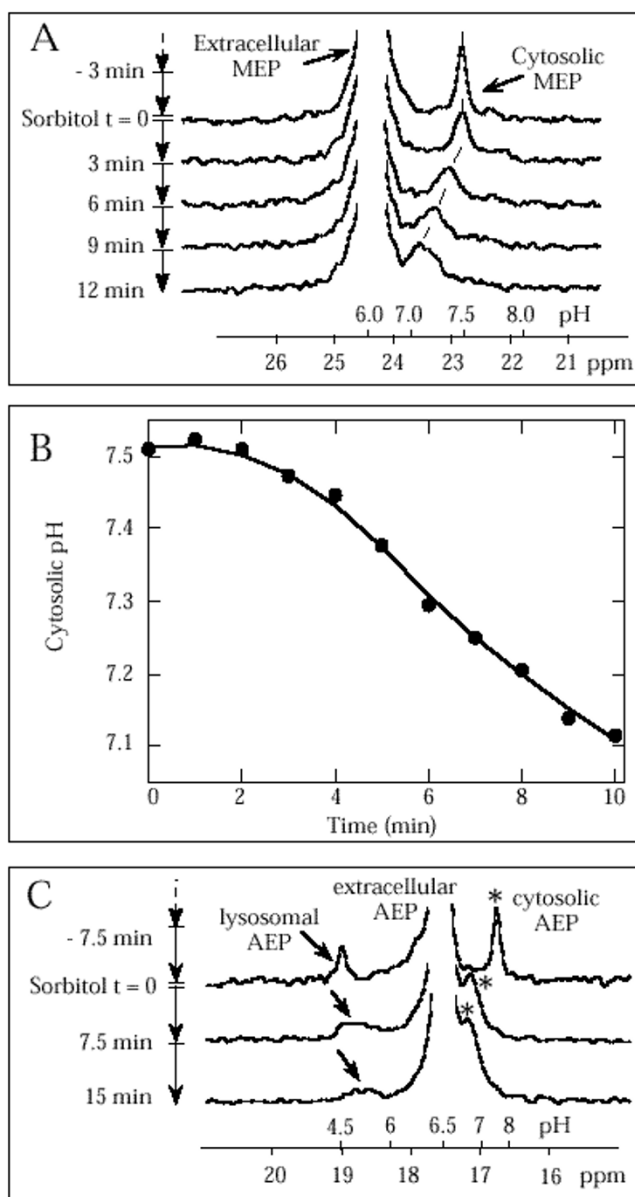 A
Extracellular MEP
Cytosolic MEP
- 3 min
Sorbitol t = 0
3 min
6 min
9 min
12 min
6.0 7.0 7.5 8.0 pH
26 25 24 23 22 21 ppm
B
Cytosolic pH
7.5
7.4
7.3
7.2
7.1
0 2 4 6 8 10
Time (min)
C
lysosomal AEP
extracellular AEP
* cytosolic AEP
- 7.5 min
Sorbitol t = 0
*
7.5 min
*
15 min
4.5 6 6.5 7 8 pH
20 19 18 17 16 ppm